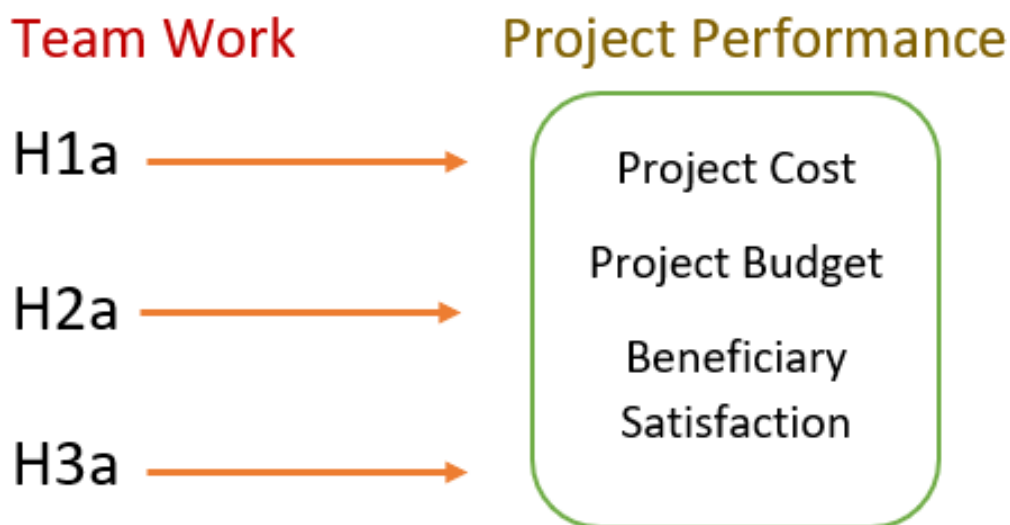 Team Work
Project Performance
H1a
Project Cost
Project Budget
H2a
Beneficiary
Satisfaction
H3a